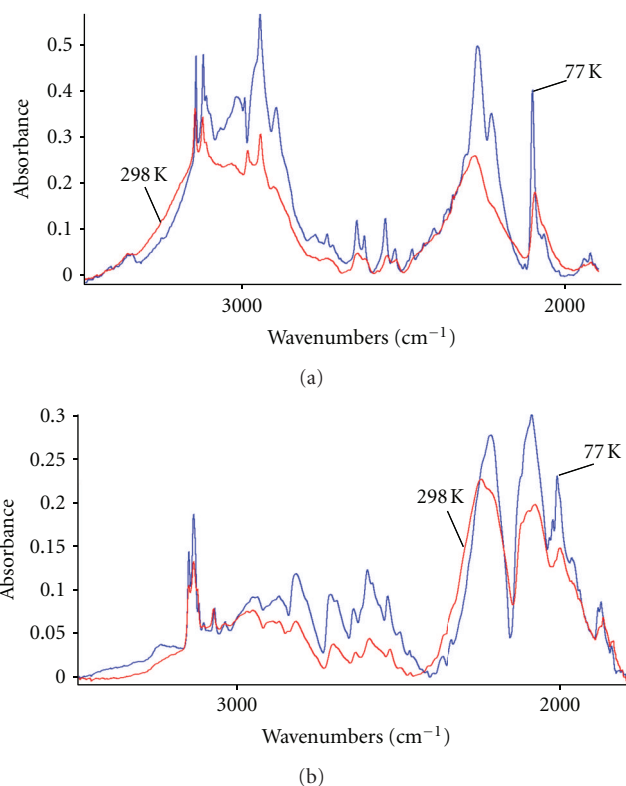 0.5
0.4
0.3
0.2
0.1
0
Absorbance
77 K
298 K
3000
2000
Wavenumbers (cm−1)
(a)
0.3
0.25
0.2
0.15
0.1
0.05
0
Absorbance
77 K
298 K
3000
2000
Wavenumbers (cm−1)
(b)